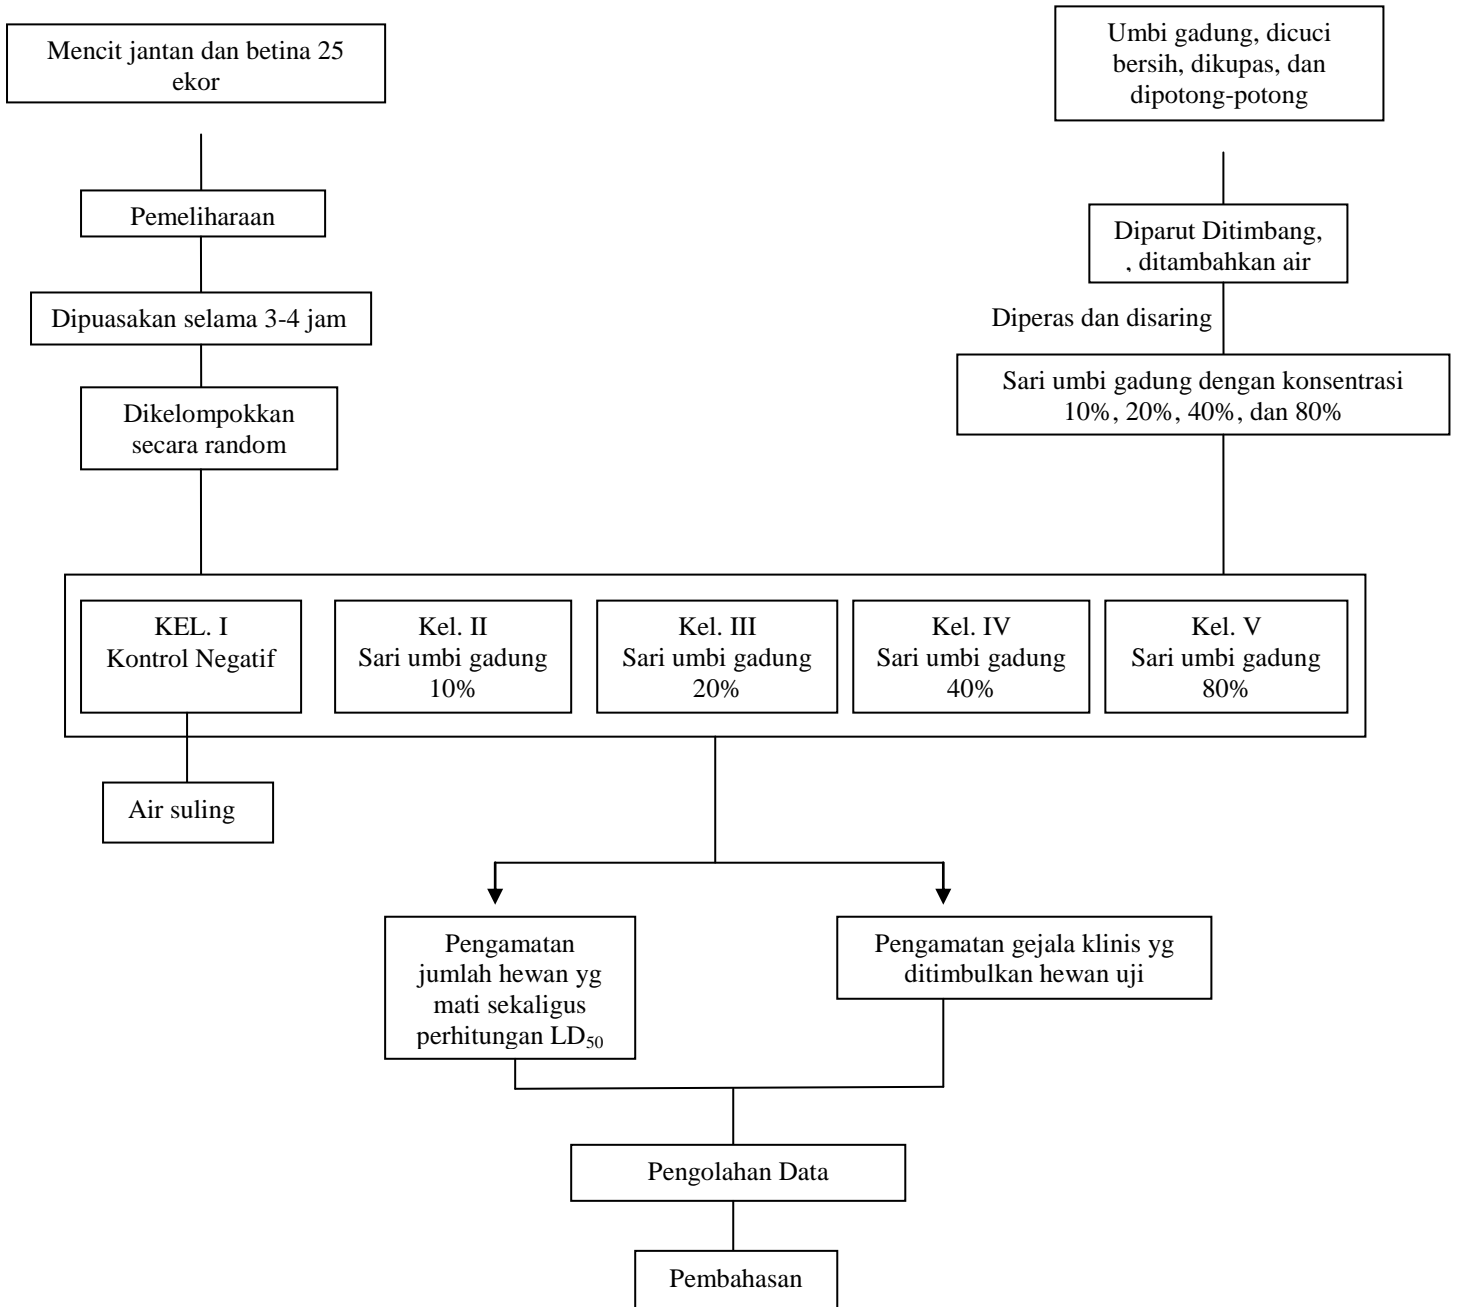 Mencit jantan dan betina 25
ekor
Umbi gadung, dicuci
bersih, dikupas, dan
dipotong-potong
Pemeliharaan
Diparut Ditimbang,
, ditambahkan air
Dipuasakan selama 3-4 jam
Diperas dan disaring
Dikelompokkan
secara random
Sari umbi gadung dengan konsentrasi
10%, 20%, 40%, dan 80%
KEL. I
Kontrol Negatif
Kel. II
Sari umbi gadung
10%
Kel. III
Sari umbi gadung
20%
Kel. IV
Sari umbi gadung
40%
Kel. V
Sari umbi gadung
80%
Air suling
Pengamatan
jumlah hewan yg
mati sekaligus
perhitungan LD₅₀
Pengamatan gejala klinis yg
ditimbulkan hewan uji
Pengolahan Data
Pembahasan